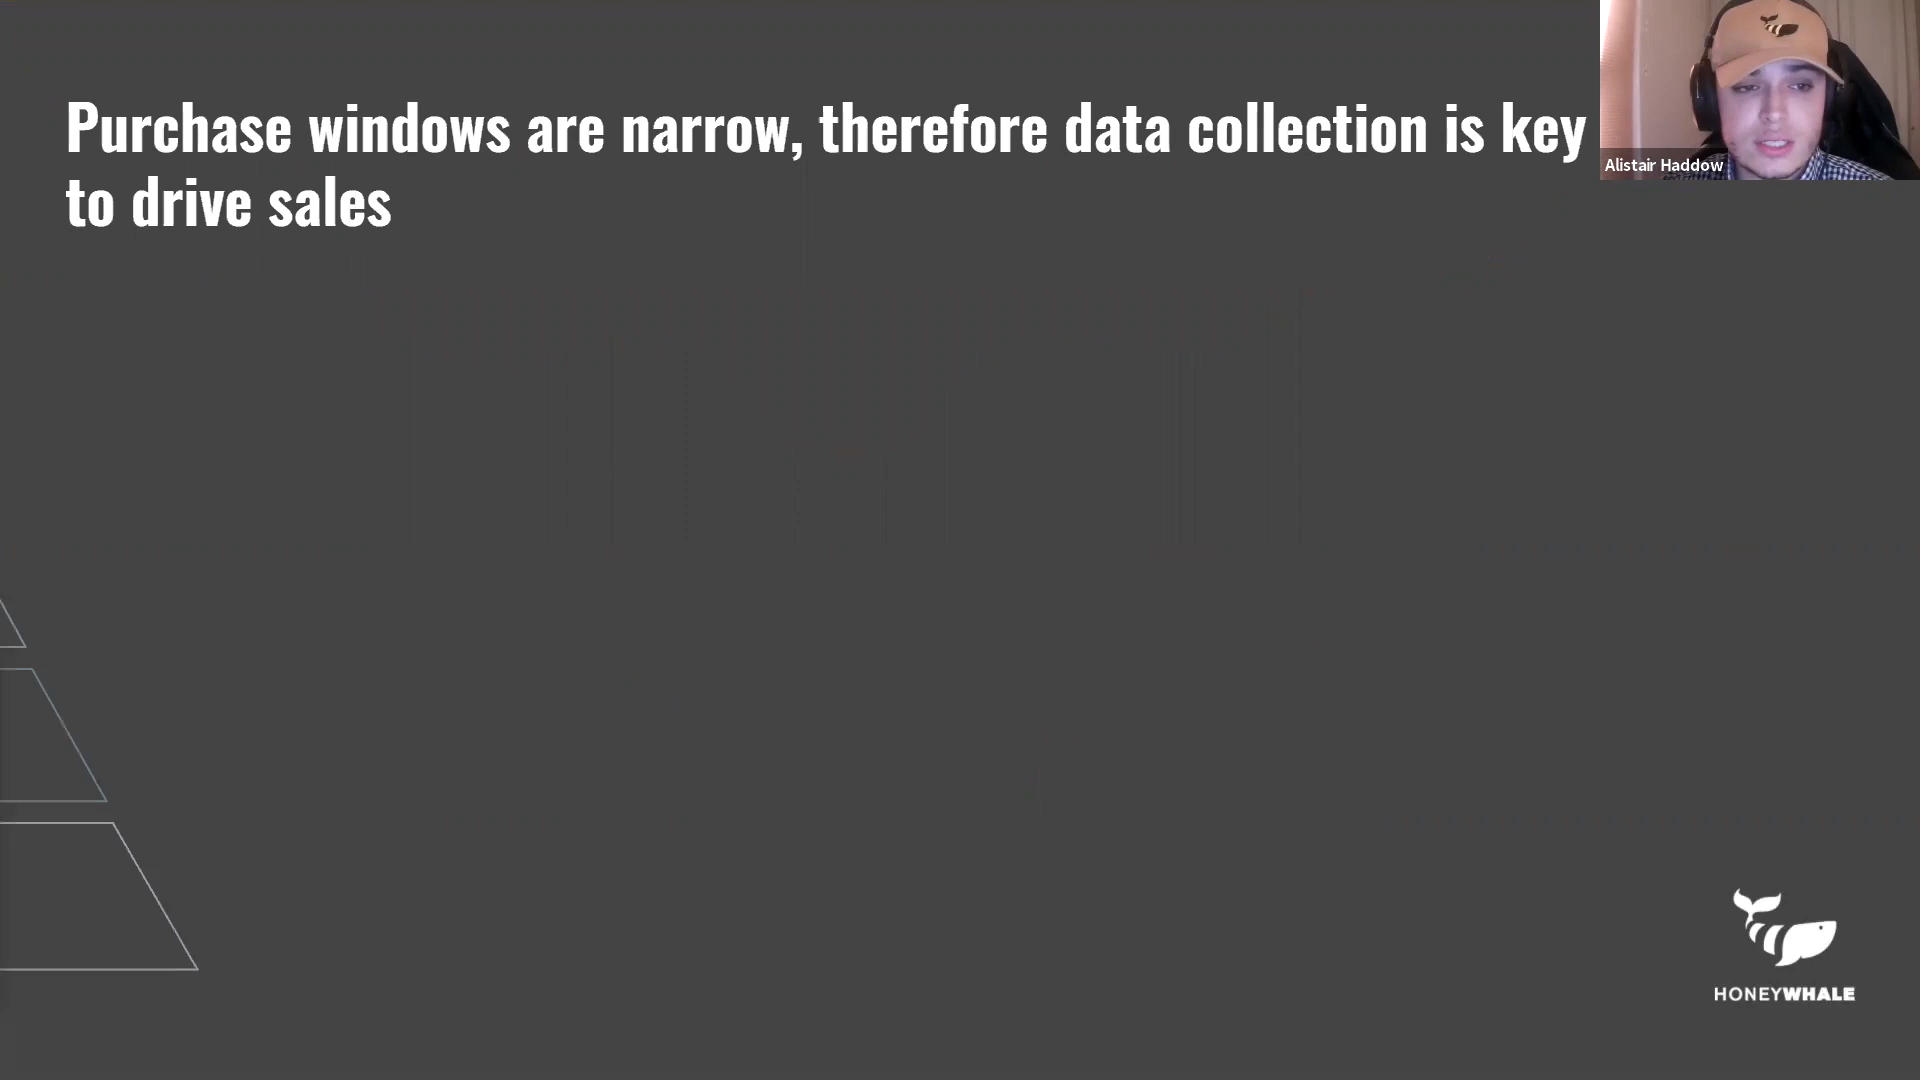 Purchase windows are narrow, therefore data collection is key
to drive sales
Alistair Haddow
HONEYWHALE